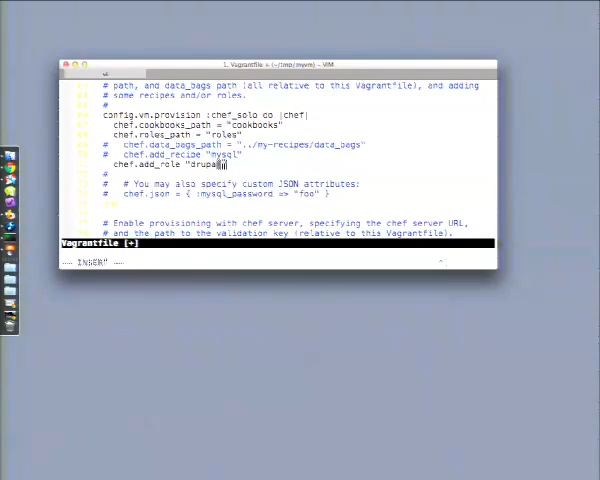 1. Vagrantfile + (~/tmp/myvm) – VIM
# path, and data_bags path (all relative to this Vagrantfile), and adding
# some recipes and/or roles.
#
config.vm.provision :chef_solo do |chef|
chef.cookbooks_path = "cookbooks"
chef.roles_path = "roles"
# chef.data_bags_path = "../my-recipes/data_bags"
# chef.add_recipe "mysql"
chef.add_role "drupa
#
# # You may also specify custom JSON attributes:
# chef.json = { :mysql_password => "foo" }
# Enable provisioning with chef server, specifying the chef server URL,
# and the path to the validation key (relative to this Vagrantfile).
Vagrantfile [+]
-- INSERT --